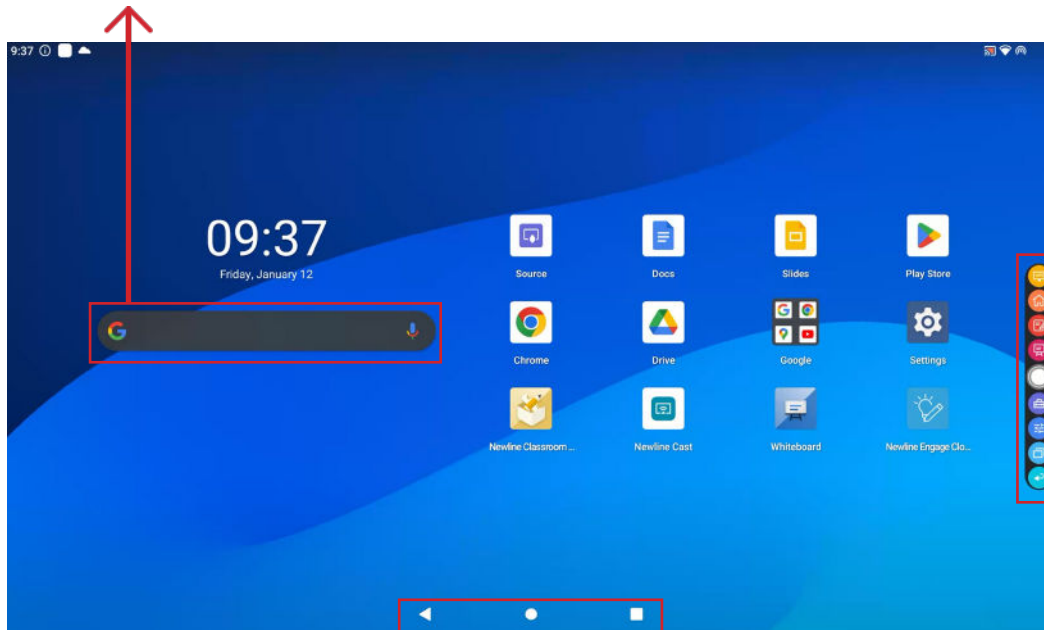 9:37
09:37
Friday, January 12
Source Docs Slides Play Store
Chrome Drive Google Settings
Newline Classroom ... Newline Cast Whiteboard Newline Engage Clo...